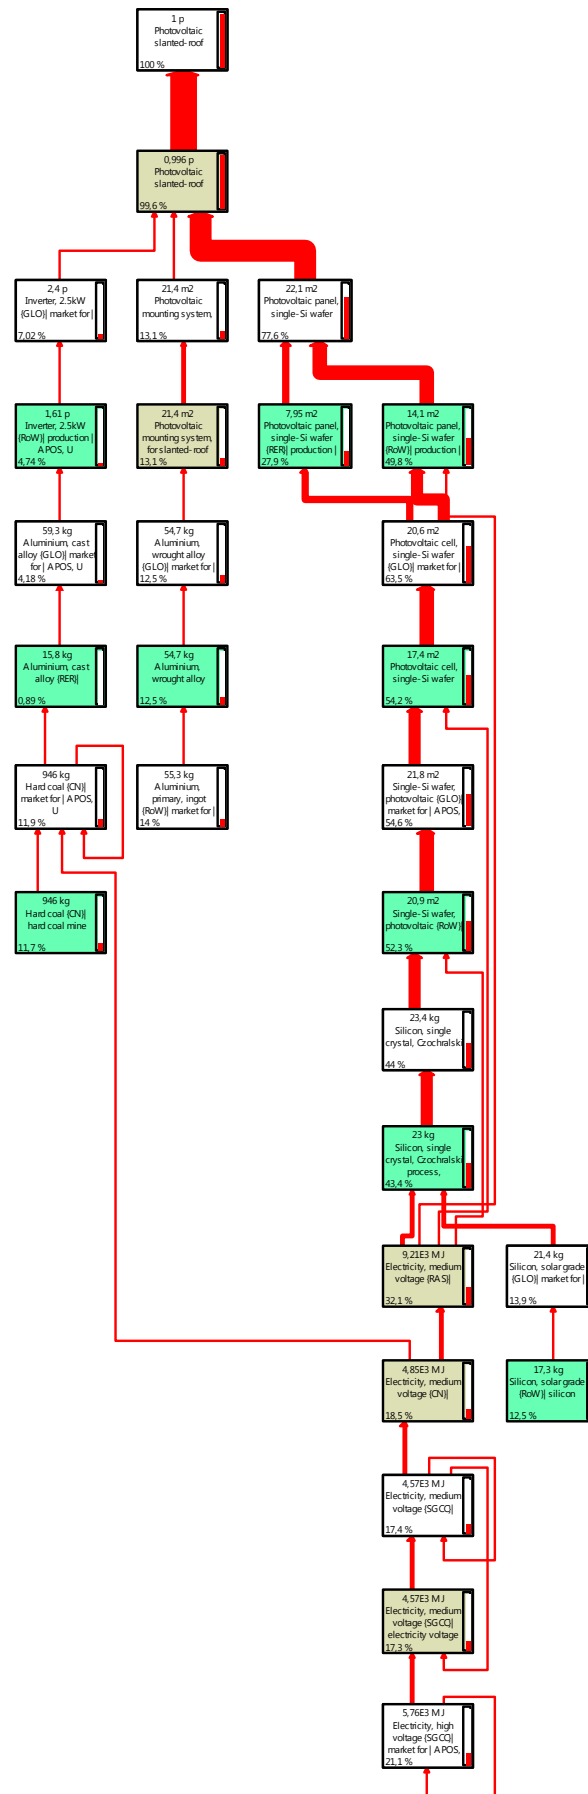 1 p
Photovoltaic
slanted-roof
100 %
0,996 p
Photovoltaic
slanted-roof
99,6 %
2,4 p
Inverter, 2.5kW
{GLO}| market for |
7,02 %
21,4 m2
Photovoltaic
mounting system,
13,1 %
22,1 m2
Photovoltaic panel,
single-Si wafer
77,6 %
1,61 p
Inverter, 2.5kW
{RoW}| production |
APOS, U
4,74 %
21,4 m2
Photovoltaic
mounting system,
for slanted-roof
13,1 %
7,95 m2
Photovoltaic panel,
single-Si wafer
{RER}| production |
27,9 %
14,1 m2
Photovoltaic panel,
single-Si wafer
{RoW}| production |
49,8 %
59,3 kg
Aluminium, cast
alloy {GLO}| market
for | APOS, U
4,18 %
54,7 kg
Aluminium,
wrought alloy
{GLO}| market for |
12,5 %
20,6 m2
Photovoltaic cell,
single-Si wafer
{GLO}| market for |
63,5 %
15,8 kg
Aluminium, cast
alloy {RER}|
0,89 %
54,7 kg
Aluminium,
wrought alloy
12,5 %
17,4 m2
Photovoltaic cell,
single-Si wafer
54,2 %
946 kg
Hard coal {CN}|
market for | APOS,
U
11,9 %
55,3 kg
Aluminium,
primary, ingot
{RoW}| market for |
14 %
21,8 m2
Single-Si wafer,
photovoltaic {GLO}|
market for | APOS,
54,6 %
946 kg
Hard coal {CN}|
hard coal mine
11,7 %
20,9 m2
Single-Si wafer,
photovoltaic {RoW}|
52,3 %
23,4 kg
Silicon, single
crystal, Czochralski
44 %
23 kg
Silicon, single
crystal, Czochralski
process,
43,4 %
9,21E3 MJ
Electricity, medium
voltage {RAS}|
32,1 %
21,4 kg
Silicon, solar grade
{GLO}| market for |
13,9 %
4,85E3 MJ
Electricity, medium
voltage {CN}|
18,5 %
17,3 kg
Silicon, solar grade
{RoW}| silicon
12,5 %
4,57E3 MJ
Electricity, medium
voltage {SGCC}|
17,4 %
4,57E3 MJ
Electricity, medium
voltage {SGCC}|
electricity voltage
17,3 %
5,76E3 MJ
Electricity, high
voltage {SGCC}|
market for | APOS,
21,1 %